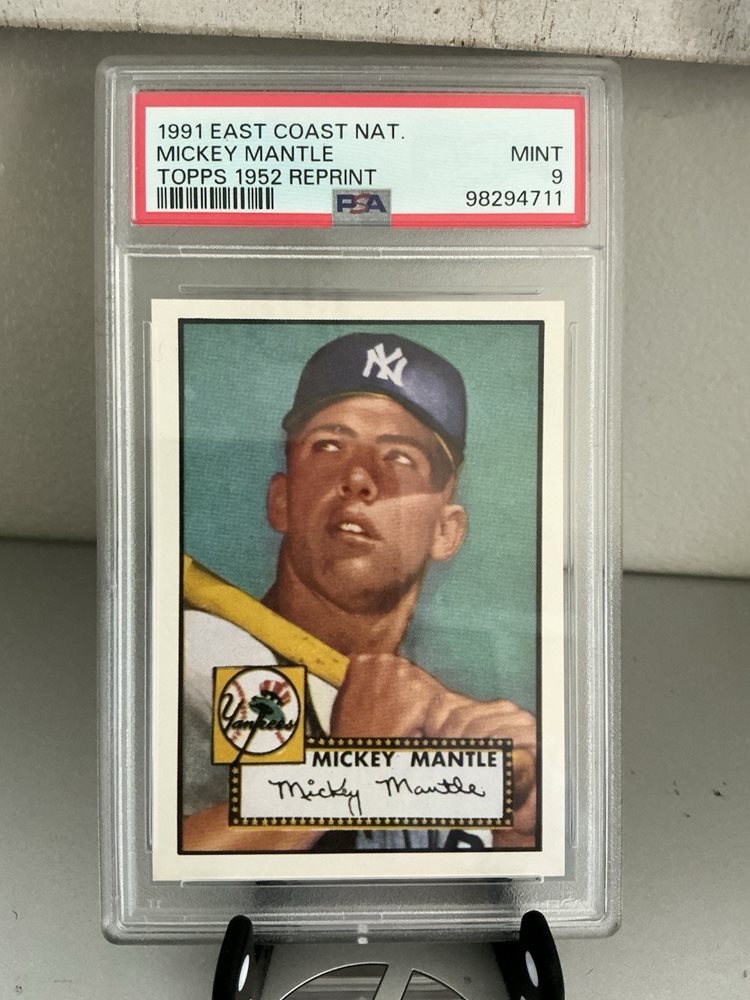 1991 EAST COAST NAT.
MICKEY MANTLE MINT
TOPPS 1952 REPRINT 9
PSA 98294711
NY
Yankees
MICKEY MANTLE
Mickey Mantle